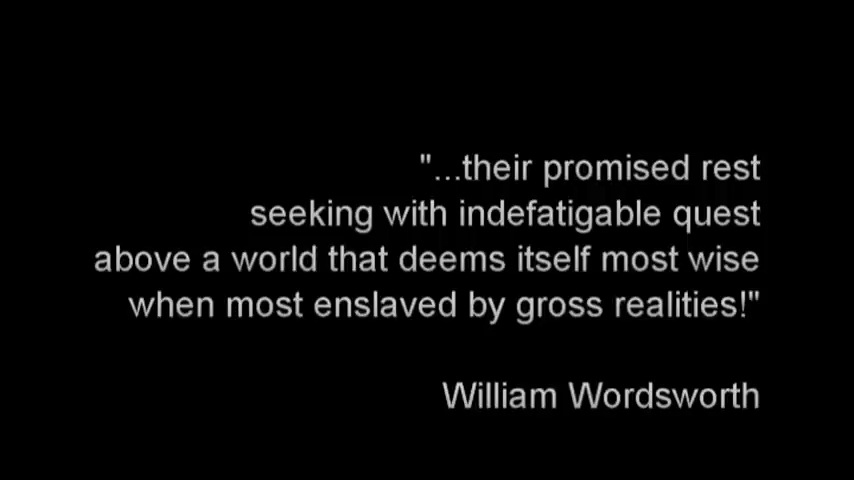 "...their promised rest
seeking with indefatigable quest
above a world that deems itself most wise
when most enslaved by gross realities!"
William Wordsworth